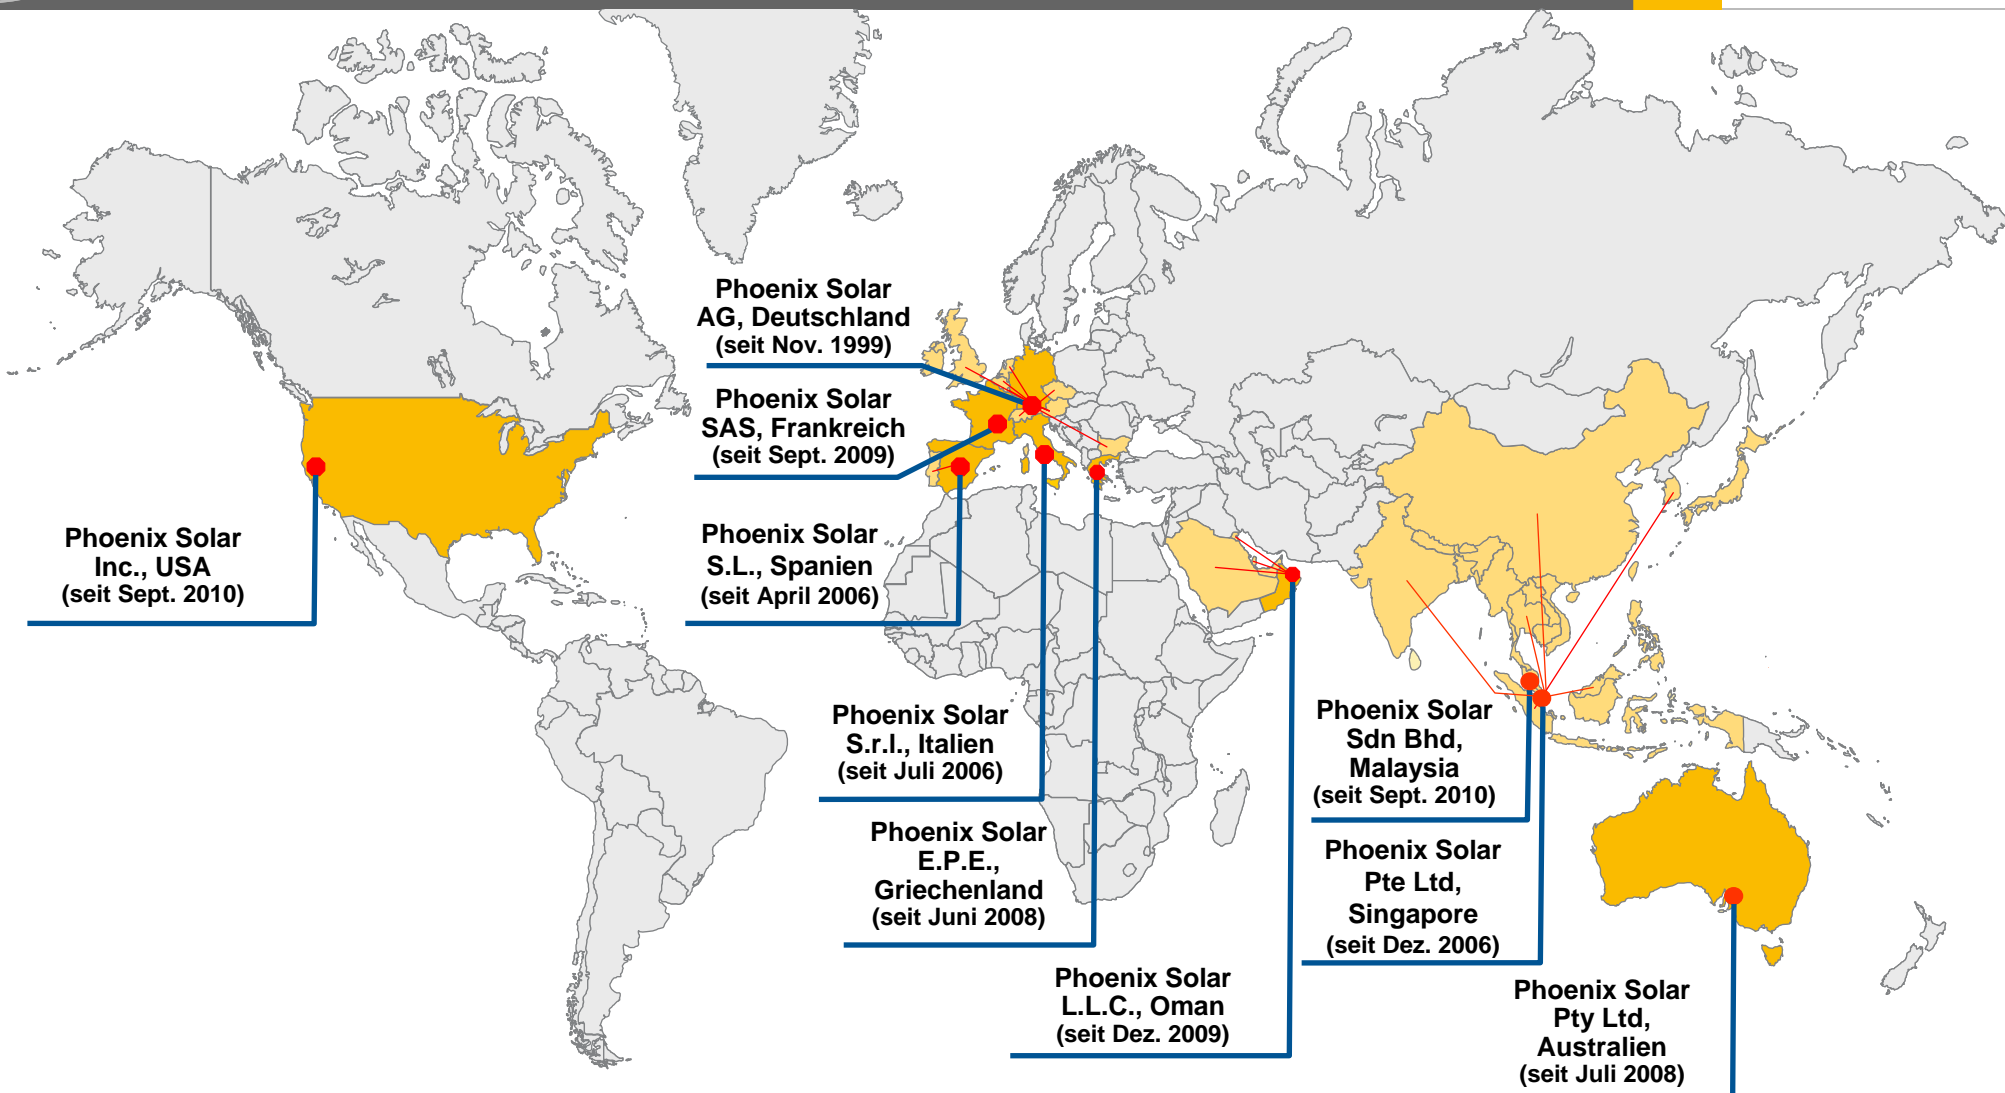 Phoenix Solar
AG, Deutschland
(seit Nov. 1999)
Phoenix Solar
SAS, Frankreich
(seit Sept. 2009)
Phoenix Solar
Inc., USA
(seit Sept. 2010)
Phoenix Solar
S.L., Spanien
(seit April 2006)
Phoenix Solar
S.r.l., Italien
(seit Juli 2006)
Phoenix Solar
E.P.E.,
Griechenland
(seit Juni 2008)
Phoenix Solar
L.L.C., Oman
(seit Dez. 2009)
Phoenix Solar
Sdn Bhd,
Malaysia
(seit Sept. 2010)
Phoenix Solar
Pte Ltd,
Singapore
(seit Dez. 2006)
Phoenix Solar
Pty Ltd,
Australien
(seit Juli 2008)